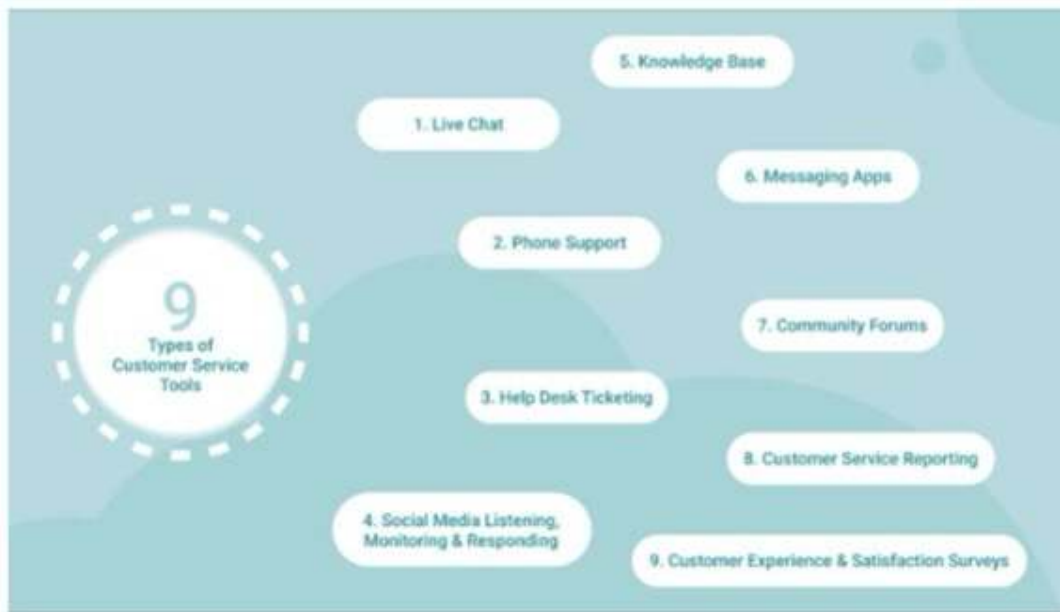 9
Types of
Customer Service
Tools
1. Live Chat
2. Phone Support
3. Help Desk Ticketing
4. Social Media Listening,
Monitoring & Responding
5. Knowledge Base
6. Messaging Apps
7. Community Forums
8. Customer Service Reporting
9. Customer Experience & Satisfaction Surveys